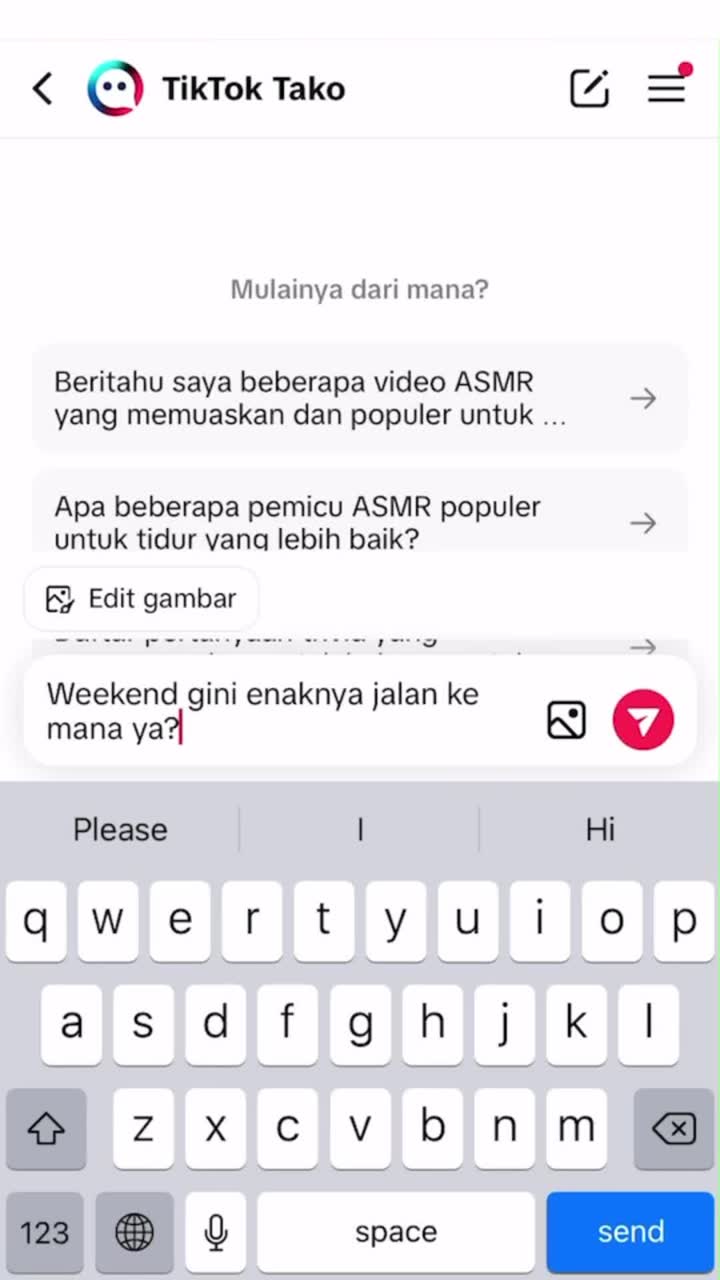 TikTok Tako
Mulainya dari mana?
Beritahu saya beberapa video ASMR
yang memuaskan dan populer untuk ...
Apa beberapa pemicu ASMR populer
untuk tidur yang lebih baik?
Edit gambar
Weekend gini enaknya jalan ke
mana ya?
Please I Hi
q w e r t y u i o p
a s d f g h j k l
z x c v b n m
123 space send